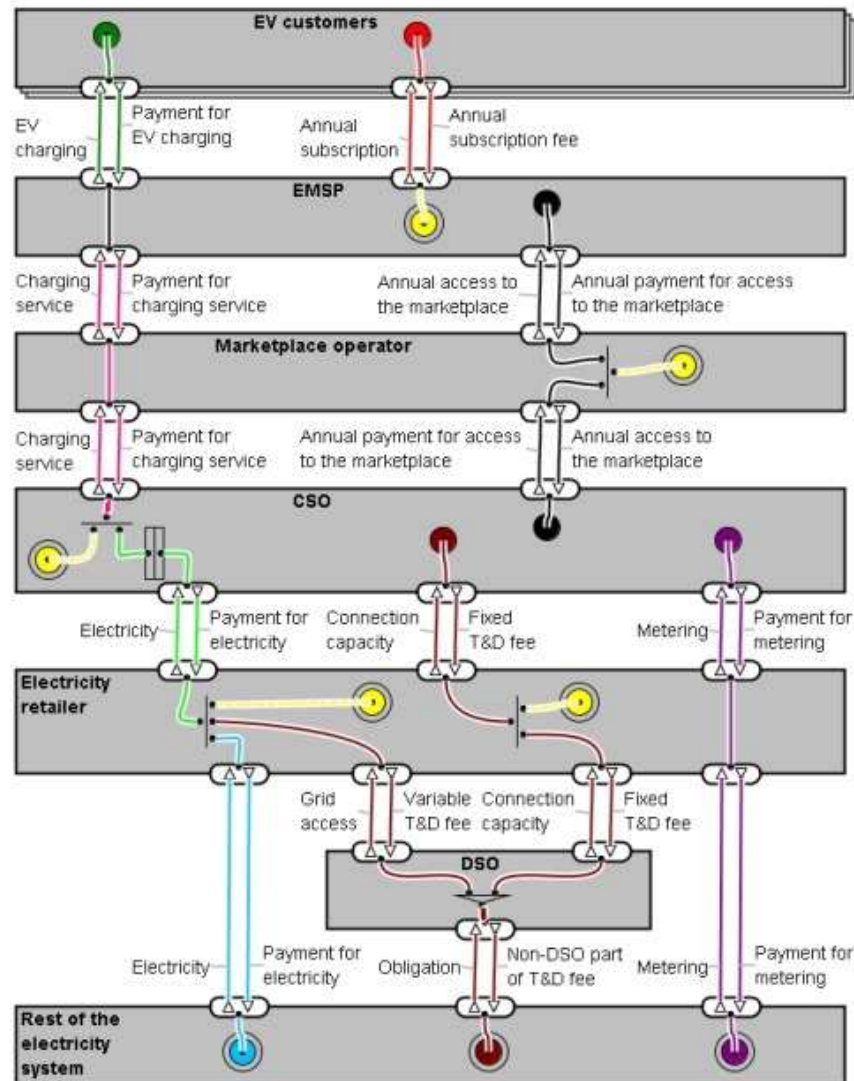 EV customers
EV
charging
Payment for
EV charging
Annual
subscription
Annual
subscription fee
EMSP
Charging
service
Payment for
charging service
Annual access to
the marketplace
Annual payment for access
to the marketplace
Marketplace operator
Charging
service
Payment for
charging service
Annual payment for access
to the marketplace
Annual access to
the marketplace
CSO
Electricity
Payment for
electricity
Connection
capacity
Fixed
T&D fee
Metering
Payment for
metering
Electricity
retailer
Grid
access
Variable
T&D fee
Connection
capacity
Fixed
T&D fee
DSO
Electricity
Payment for
electricity
Obligation
Non-DSO part
of T&D fee
Metering
Payment for
metering
Rest of the
electricity
system